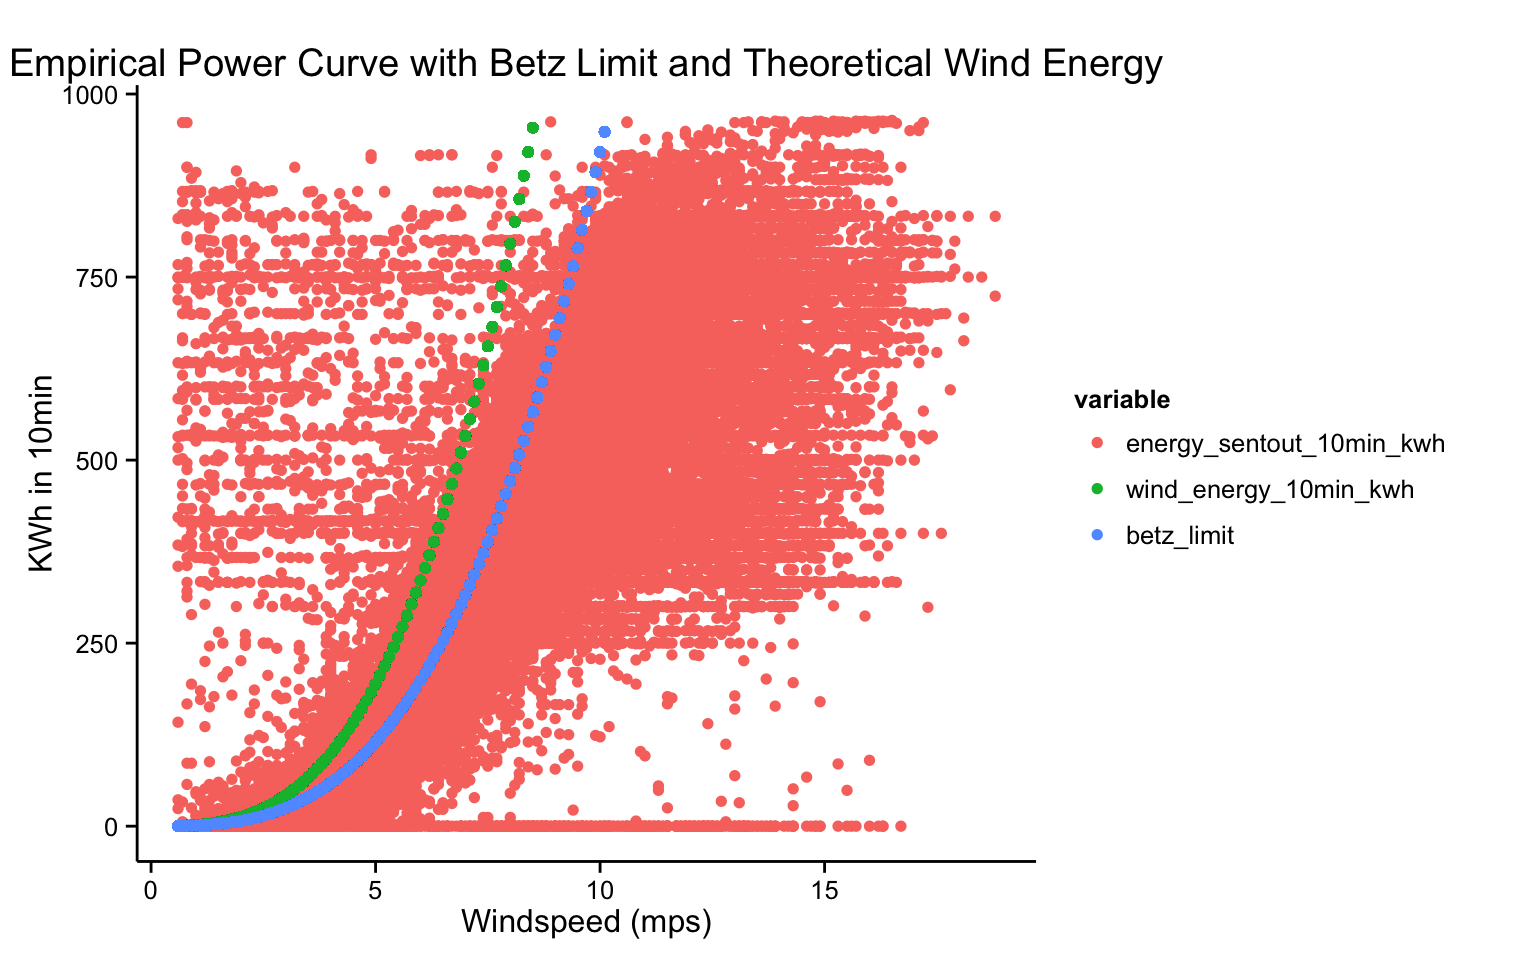 Empirical Power Curve with Betz Limit and Theoretical Wind Energy
1000
750
500
250
0
KWh in 10min
0 5 10 15
Windspeed (mps)
variable
energy_sentout_10min_kwh
wind_energy_10min_kwh
betz_limit